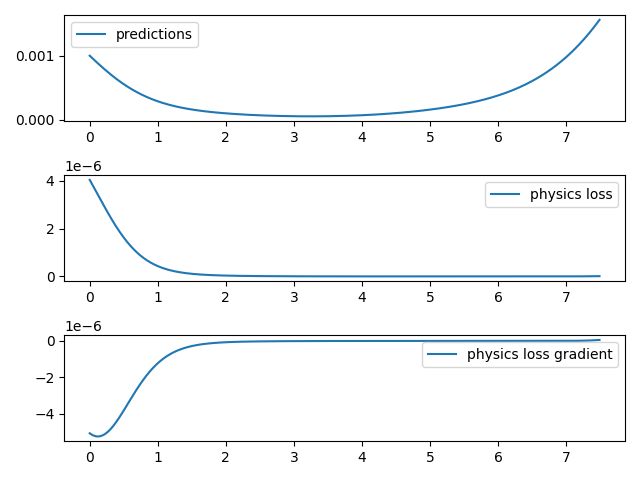 predictions
0.001
0.000
0 1 2 3 4 5 6 7
1e−6
physics loss
4
2
0
0 1 2 3 4 5 6 7
1e−6
0
physics loss gradient
−2
−4
0 1 2 3 4 5 6 7